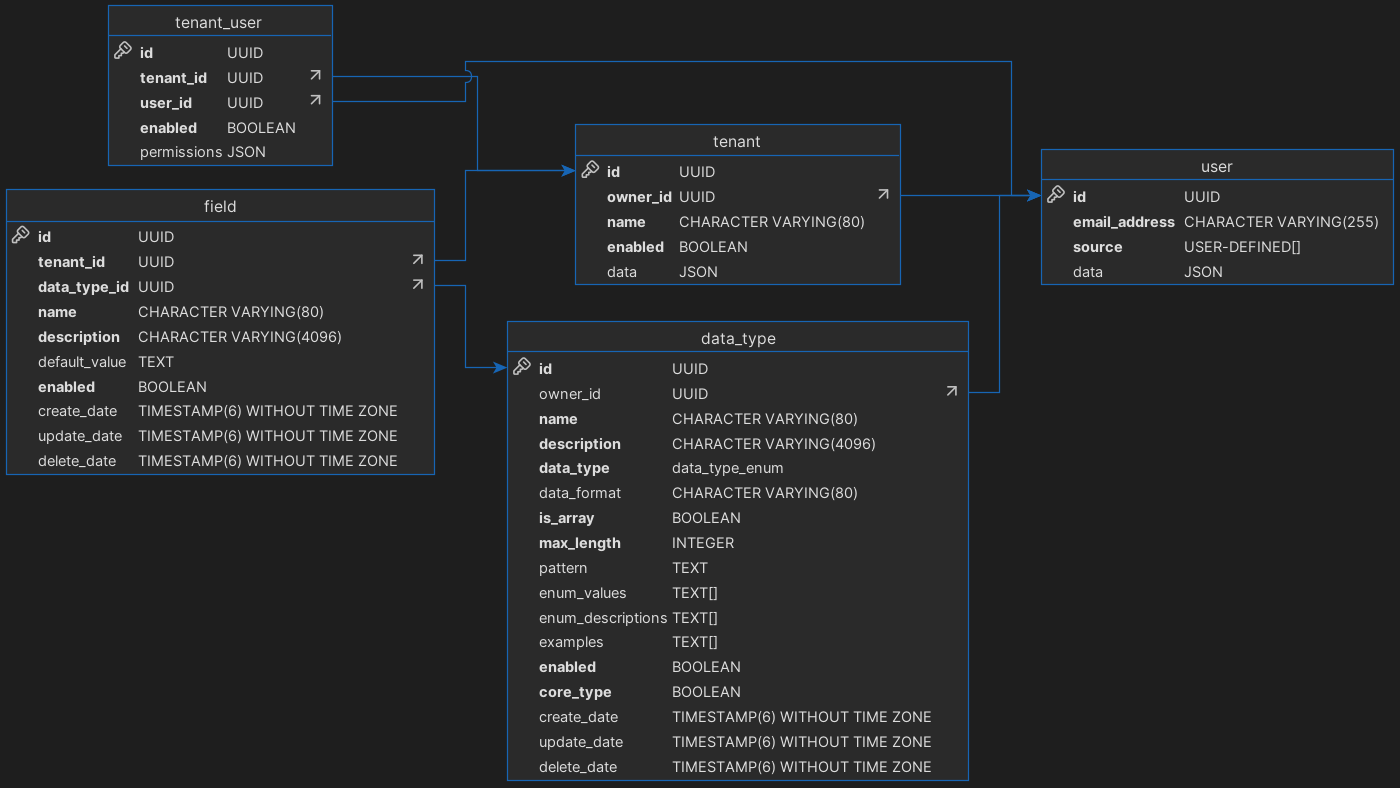 tenant_user
id UUID
tenant_id UUID
user_id UUID
enabled BOOLEAN
permissions JSON
field
id UUID
tenant_id UUID
data_type_id UUID
name CHARACTER VARYING(80)
description CHARACTER VARYING(4096)
default_value TEXT
enabled BOOLEAN
create_date TIMESTAMP(6) WITHOUT TIME ZONE
update_date TIMESTAMP(6) WITHOUT TIME ZONE
delete_date TIMESTAMP(6) WITHOUT TIME ZONE
tenant
id UUID
owner_id UUID
name CHARACTER VARYING(80)
enabled BOOLEAN
data JSON
user
id UUID
email_address CHARACTER VARYING(255)
source USER-DEFINED[]
data JSON
data_type
id UUID
owner_id UUID
name CHARACTER VARYING(80)
description CHARACTER VARYING(4096)
data_type data_type_enum
data_format CHARACTER VARYING(80)
is_array BOOLEAN
max_length INTEGER
pattern TEXT
enum_values TEXT[]
enum_descriptions TEXT[]
examples TEXT[]
enabled BOOLEAN
core_type BOOLEAN
create_date TIMESTAMP(6) WITHOUT TIME ZONE
update_date TIMESTAMP(6) WITHOUT TIME ZONE
delete_date TIMESTAMP(6) WITHOUT TIME ZONE